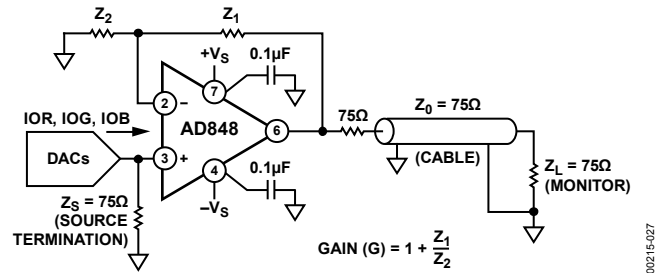 Z2
Z1
+VS
0.1µF
7
2
–
IOR, IOG, IOB
AD848
6
75Ω
Z0 = 75Ω
DACs
3
+
4
0.1µF
(CABLE)
ZL = 75Ω
(MONITOR)
ZS = 75Ω
(SOURCE
TERMINATION)
–VS
GAIN (G) = 1 + Z1/Z2
00215-027